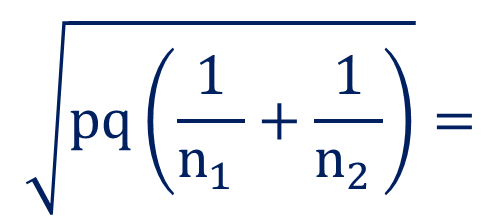 √(pq(1/n₁ + 1/n₂)) =